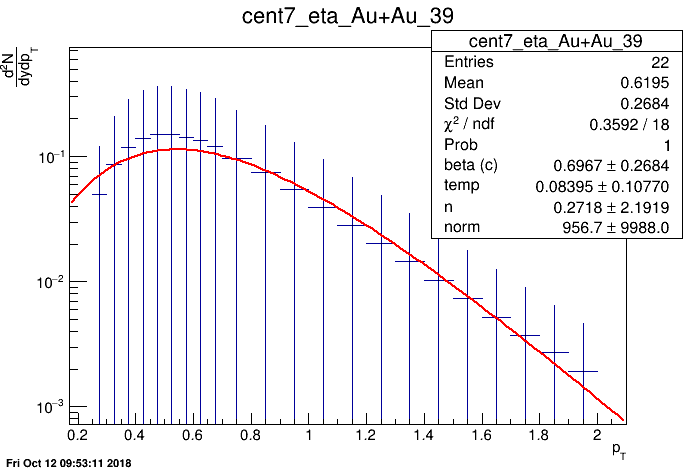 cent7_eta_Au+Au_39
d²N
dydp_T
cent7_eta_Au+Au_39
Entries 22
Mean 0.6195
Std Dev 0.2684
χ² / ndf 0.3592 / 18
Prob 1
beta (c) 0.6967 ± 0.2684
temp 0.08395 ± 0.10770
n 0.2718 ± 2.1919
norm 956.7 ± 9988.0
10⁻¹
10⁻²
10⁻³
0.2 0.4 0.6 0.8 1 1.2 1.4 1.6 1.8 2
p_T
Fri Oct 12 09:53:11 2018